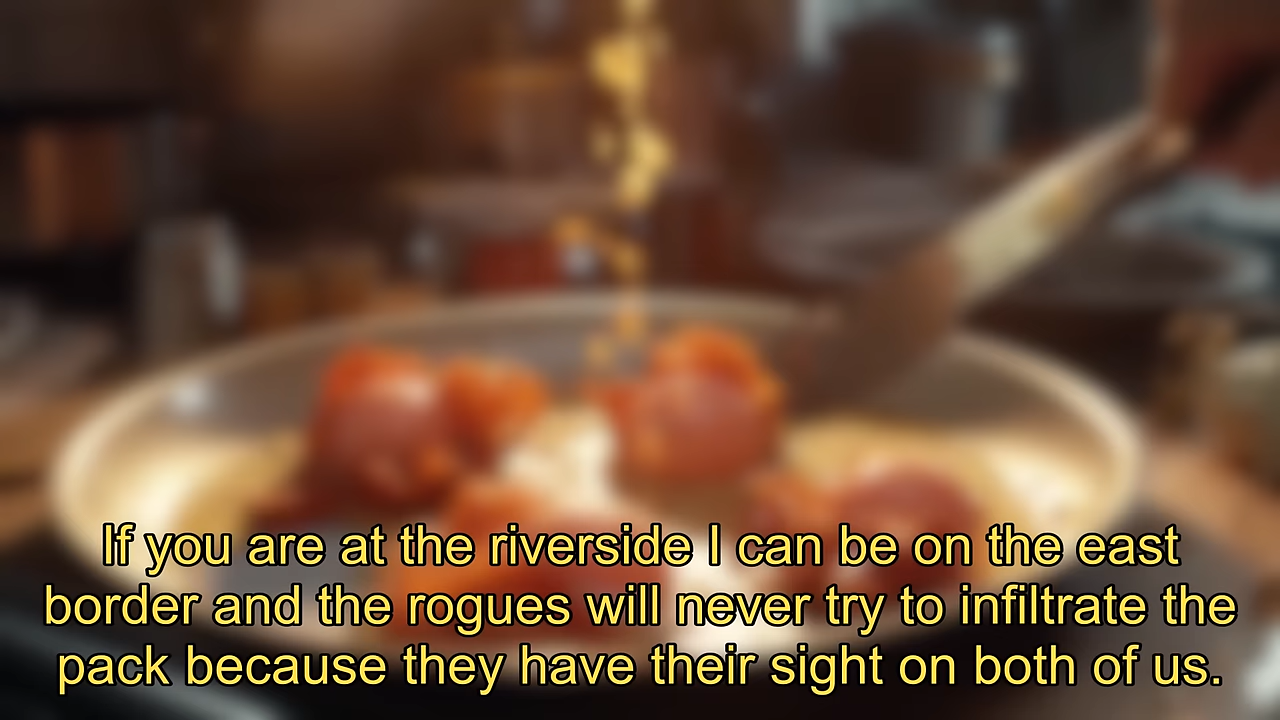 If you are at the riverside I can be on the east
border and the rogues will never try to infiltrate the
pack because they have their sight on both of us.